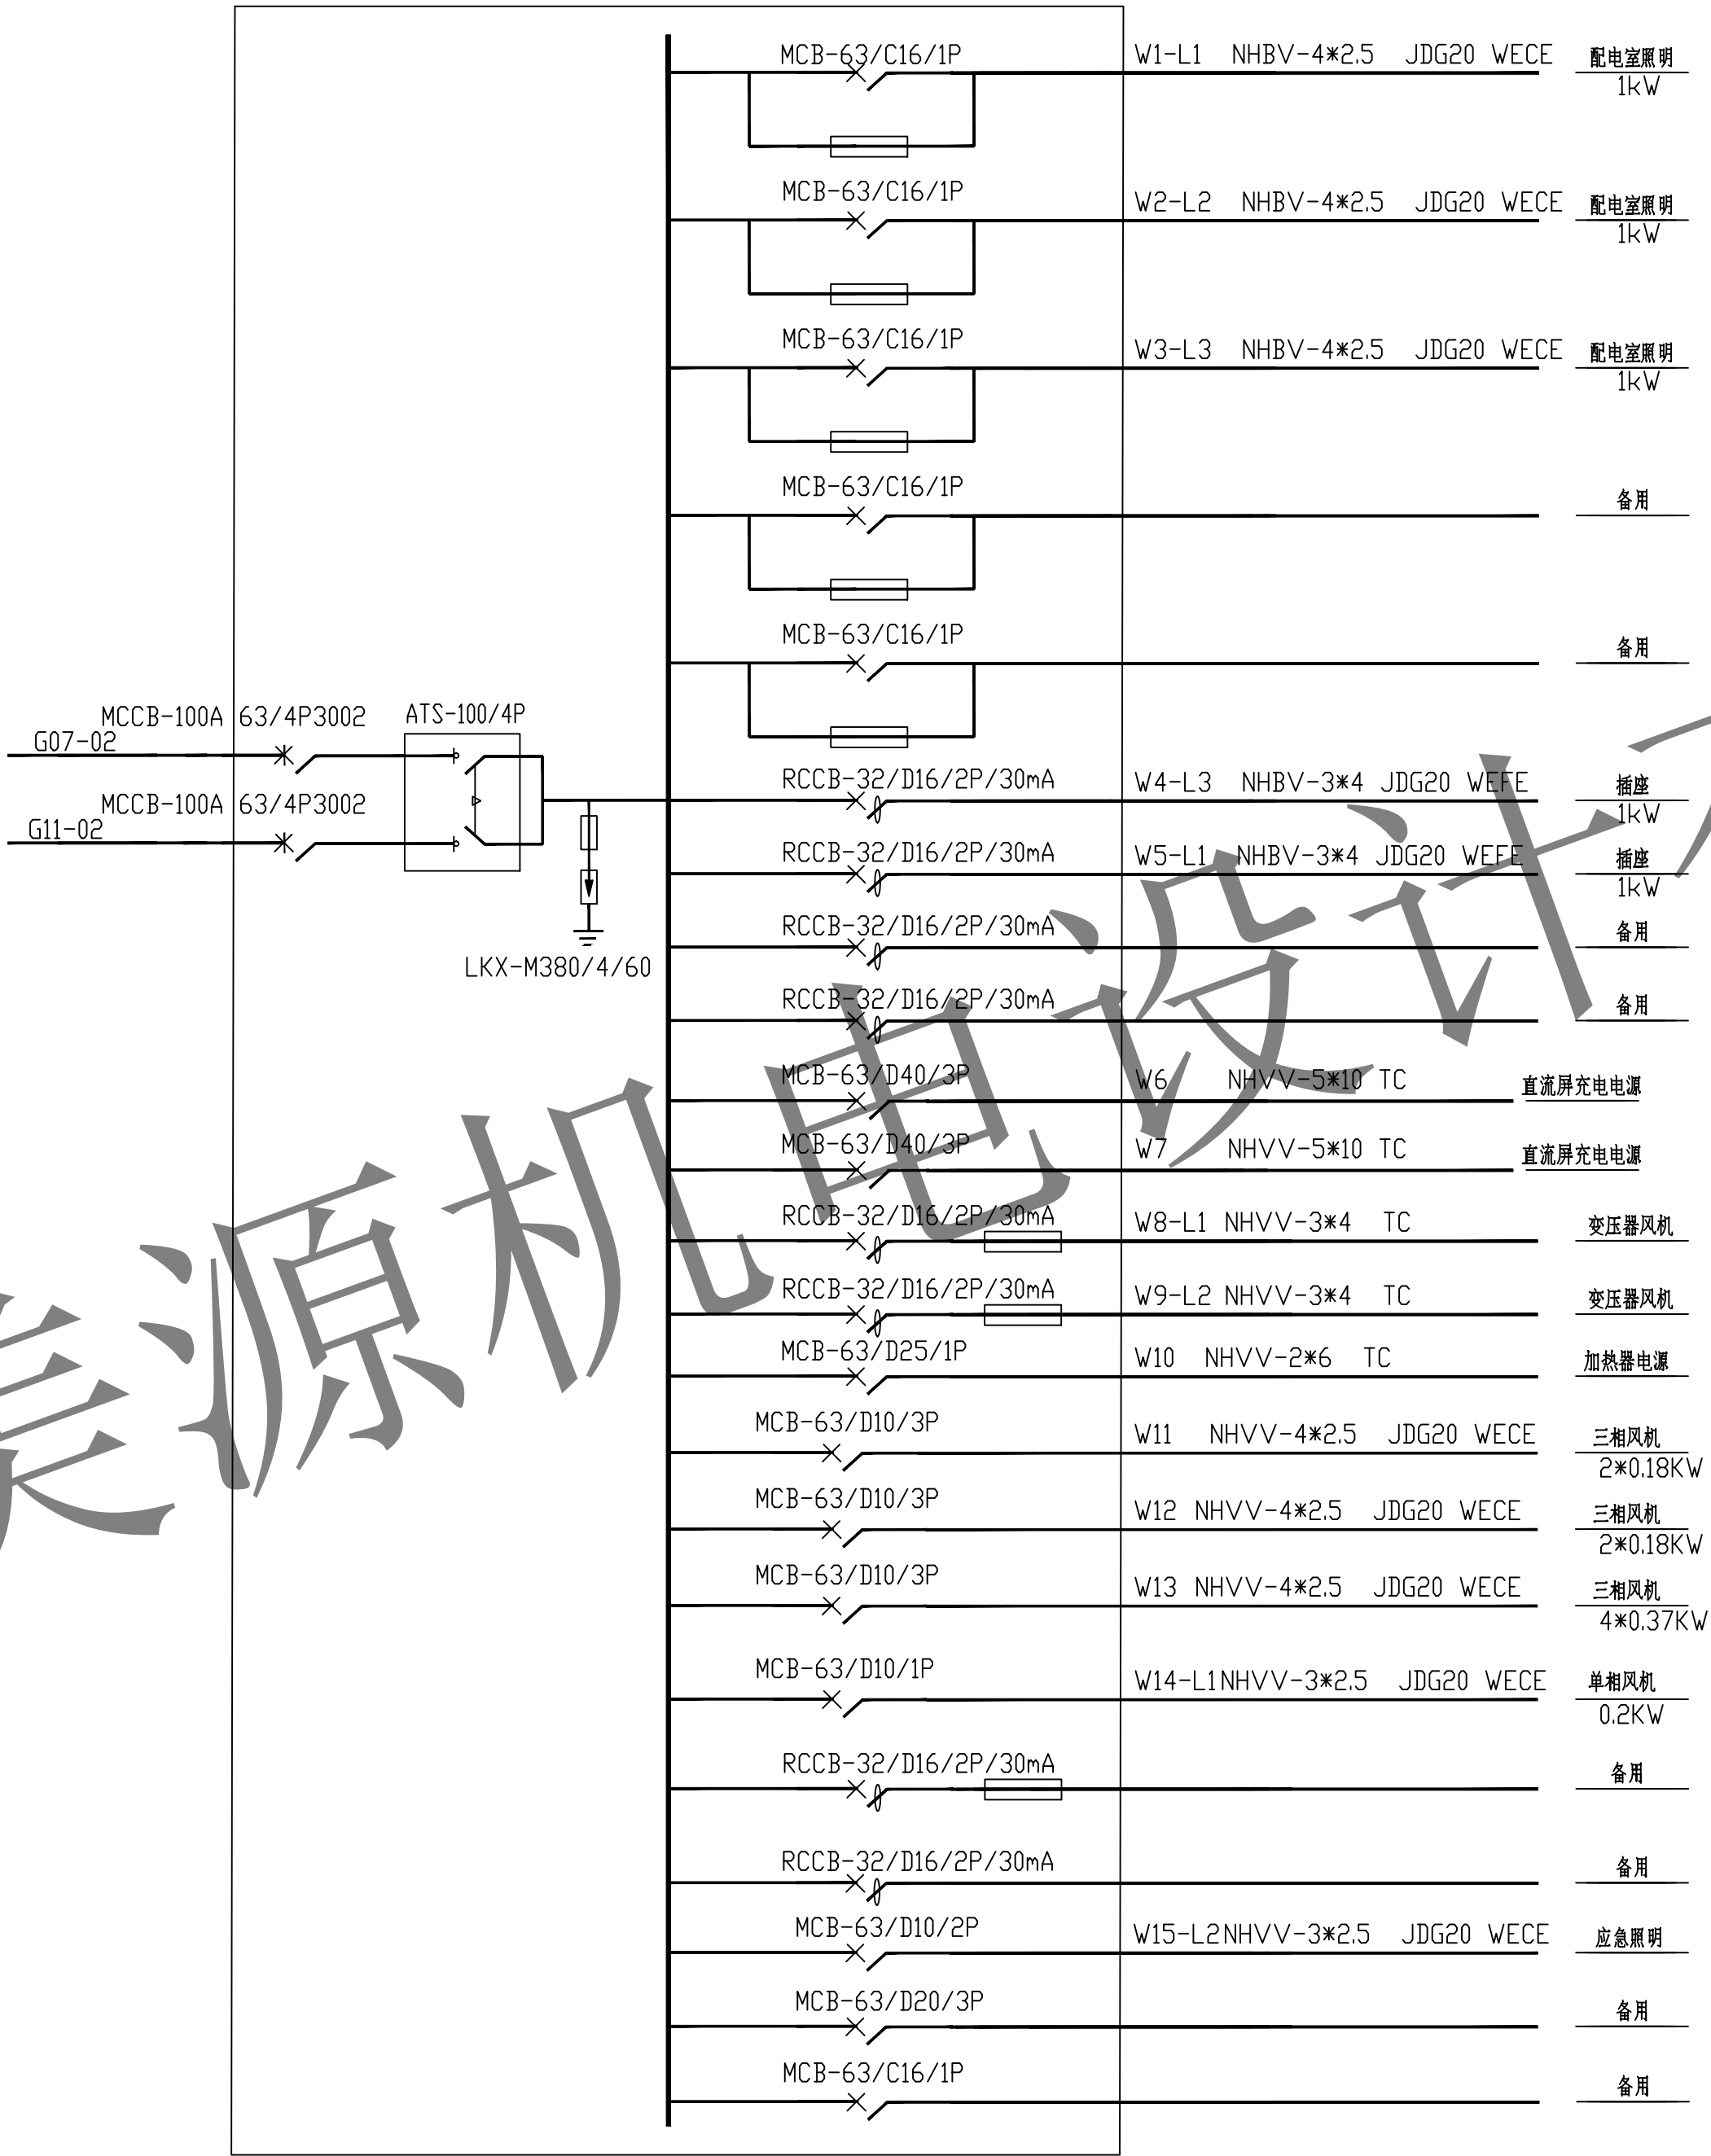 MCB-63/C16/1P W1-L1 NHBV-4*2.5 JDG20 WECE 配电室照明
1kW
MCB-63/C16/1P W2-L2 NHBV-4*2.5 JDG20 WECE 配电室照明
1kW
MCB-63/C16/1P W3-L3 NHBV-4*2.5 JDG20 WECE 配电室照明
1kW
MCB-63/C16/1P 备用
MCB-63/C16/1P 备用
MCCB-100A 63/4P3002 ATS-100/4P
G07-02
MCCB-100A 63/4P3002
G11-02
LKX-M380/4/60
RCCB-32/D16/2P/30mA W4-L3 NHBV-3*4 JDG20 WEFE 插座
1kW
RCCB-32/D16/2P/30mA W5-L1 NHBV-3*4 JDG20 WEFE 插座
1kW
RCCB-32/D16/2P/30mA 备用
RCCB-32/D16/2P/30mA 备用
MCB-63/D40/3P W6 NHVV-5*10 TC 直流屏充电电源
MCB-63/D40/3P W7 NHVV-5*10 TC 直流屏充电电源
RCCB-32/D16/2P/30mA W8-L1 NHVV-3*4 TC 变压器风机
RCCB-32/D16/2P/30mA W9-L2 NHVV-3*4 TC 变压器风机
MCB-63/D25/1P W10 NHVV-2*6 TC 加热器电源
MCB-63/D10/3P W11 NHVV-4*2.5 JDG20 WECE 三相风机
2*0.18KW
MCB-63/D10/3P W12 NHVV-4*2.5 JDG20 WECE 三相风机
2*0.18KW
MCB-63/D10/3P W13 NHVV-4*2.5 JDG20 WECE 三相风机
4*0.37KW
MCB-63/D10/1P W14-L1NHVV-3*2.5 JDG20 WECE 单相风机
0.2KW
RCCB-32/D16/2P/30mA 备用
RCCB-32/D16/2P/30mA 备用
MCB-63/D10/2P W15-L2NHVV-3*2.5 JDG20 WECE 应急照明
MCB-63/D20/3P 备用
MCB-63/C16/1P 备用
源机电设计